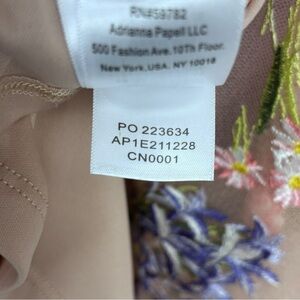 RN#59782
Adrianna Papell LLC
500 Fashion Ave. 10Th Floor.
New York, USA. NY 10018
PO 223634
AP1E211228
CN0001